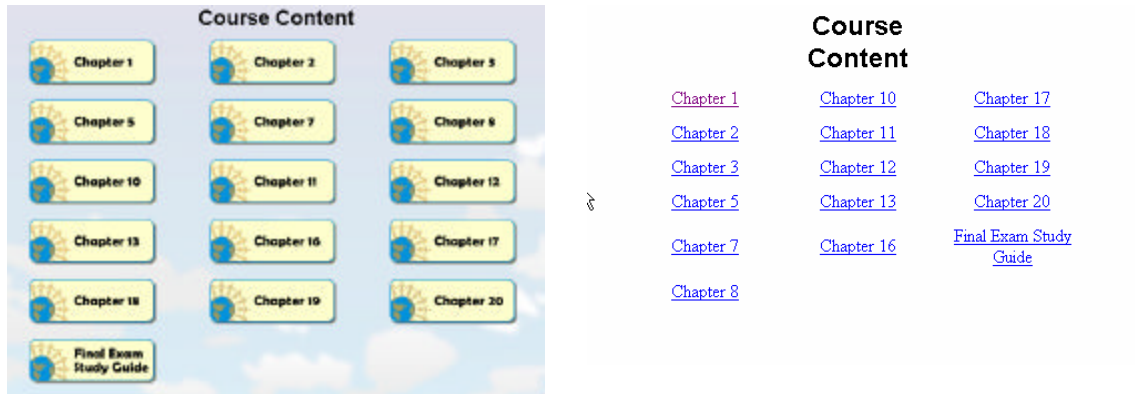 Course Content
Chapter 1 Chapter 2 Chapter 3
Chapter 5 Chapter 7 Chapter 8
Chapter 10 Chapter 11 Chapter 12
Chapter 13 Chapter 16 Chapter 17
Chapter 18 Chapter 19 Chapter 20
Final Exam
Study Guide
Course
Content
Chapter 1 Chapter 10 Chapter 17
Chapter 2 Chapter 11 Chapter 18
Chapter 3 Chapter 12 Chapter 19
Chapter 5 Chapter 13 Chapter 20
Chapter 7 Chapter 16 Final Exam Study
Guide
Chapter 8